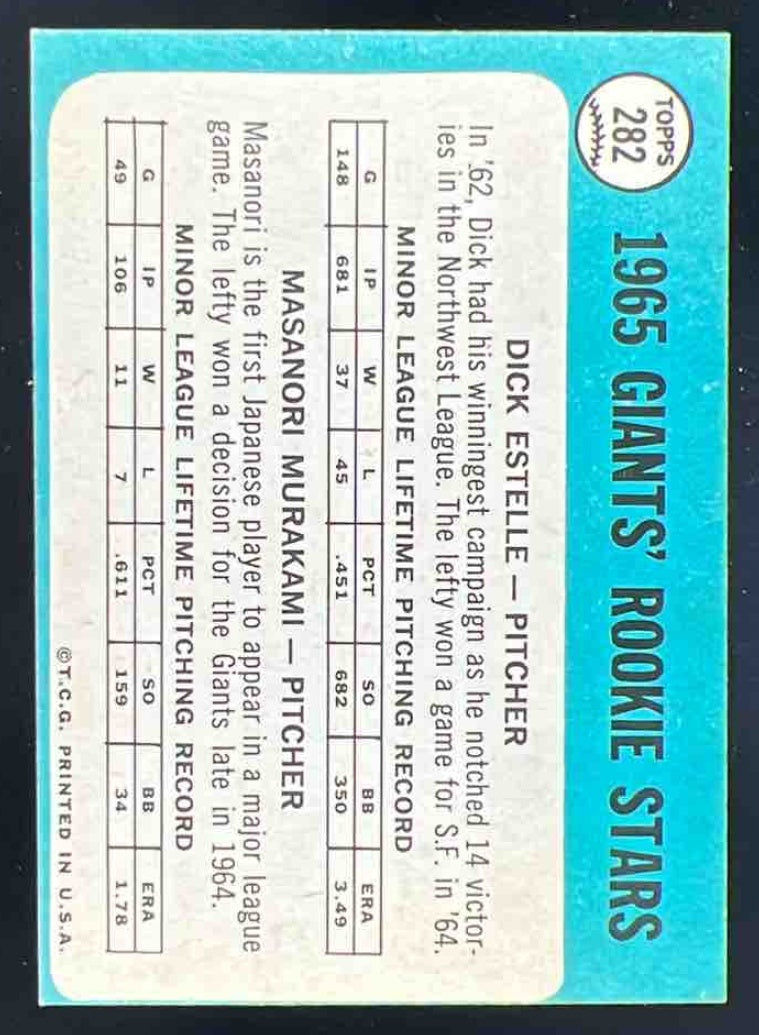 TOPPS
282
1965 GIANTS' ROOKIE STARS
DICK ESTELLE — PITCHER
In '62, Dick had his winningest campaign as he notched 14 victor-
ies in the Northwest League. The lefty won a game for S.F. in '64.
MINOR LEAGUE LIFETIME PITCHING RECORD
G IP W L PCT SO BB ERA
148 681 37 45 .451 682 350 3.49
MASANORI MURAKAMI — PITCHER
Masanori is the first Japanese player to appear in a major league
game. The lefty won a decision for the Giants late in 1964.
MINOR LEAGUE LIFETIME PITCHING RECORD
G IP W L PCT SO BB ERA
49 106 11 7 .611 159 34 1.78
©T.C.G. PRINTED IN U.S.A.